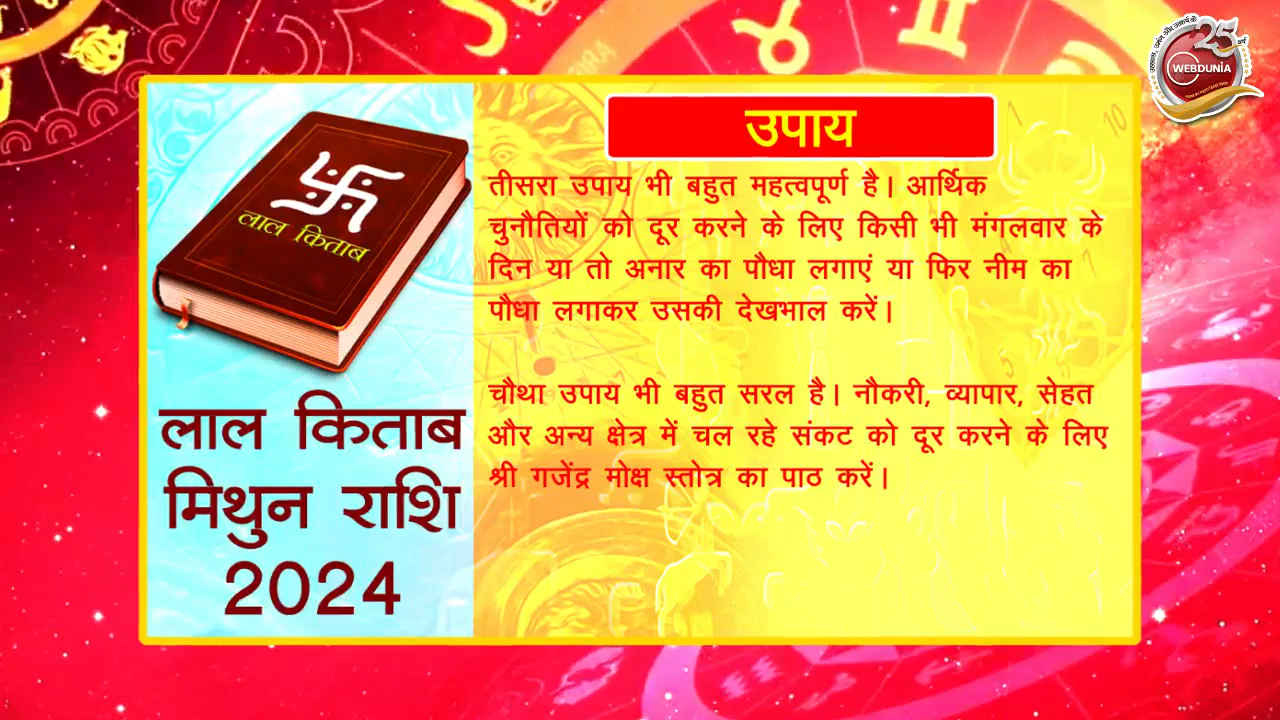 25
WEBDUNIA
उपाय
तीसरा उपाय भी बहुत महत्वपूर्ण है। आर्थिक
चुनौतियों को दूर करने के लिए किसी भी मंगलवार के
दिन या तो अनार का पौधा लगाएं या फिर नीम का
पौधा लगाकर उसकी देखभाल करें।
चौथा उपाय भी बहुत सरल है। नौकरी, व्यापार, सेहत
और अन्य क्षेत्र में चल रहे संकट को दूर करने के लिए
श्री गजेंद्र मोक्ष स्तोत्र का पाठ करें।
लाल किताब
लाल किताब
मिथुन राशि
2024